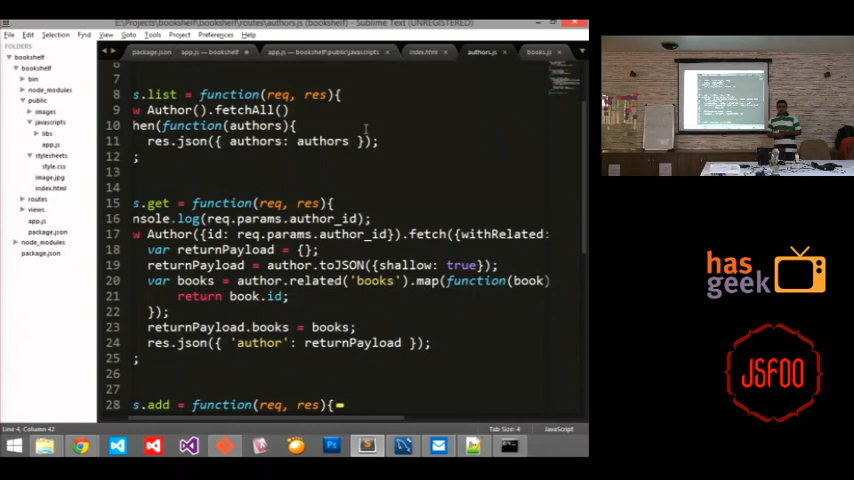 E:\Projects\bookshelf\bookshelf\routes\authors.js (bookshelf) - Sublime Text (UNREGISTERED)
File Edit Selection Find View Goto Tools Project Preferences Help
FOLDERS
bookshelf
bookshelf
bin
node_modules
public
images
javascripts
libs
app.js
stylesheets
style.css
image.jpg
index.html
routes
views
app.js
package.json
node_modules
package.json
package.json app.js — bookshelf app.js — bookshelf\public\javascripts index.html authors.js books.js
6
7
8 s.list = function(req, res){
9 w Author().fetchAll()
10 hen(function(authors){
11 res.json({ authors: authors });
12 ;
13
14
15 s.get = function(req, res){
16 nsole.log(req.params.author_id);
17 w Author({id: req.params.author_id}).fetch({withRelated:
18 var returnPayload = {};
19 returnPayload = author.toJSON({shallow: true});
20 var books = author.related('books').map(function(book)
21 return book.id;
22 });
23 returnPayload.books = books;
24 res.json({ 'author': returnPayload });
25 ;
26
27
28 s.add = function(req, res){
Line 4, Column 42 Tab Size: 4 JavaScript
has
geek
JSFOO